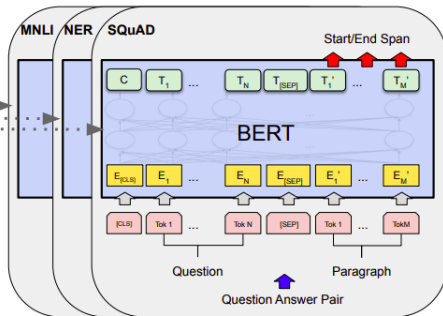 MNLI NER SQuAD
Start/End Span
C T1 ... TN T[SEP] T1' ... TM'
BERT
E[CLS] E1 ... EN E[SEP] E1' ... EM'
[CLS] Tok 1 ... Tok N [SEP] Tok 1 ... TokM
Question Paragraph
Question Answer Pair